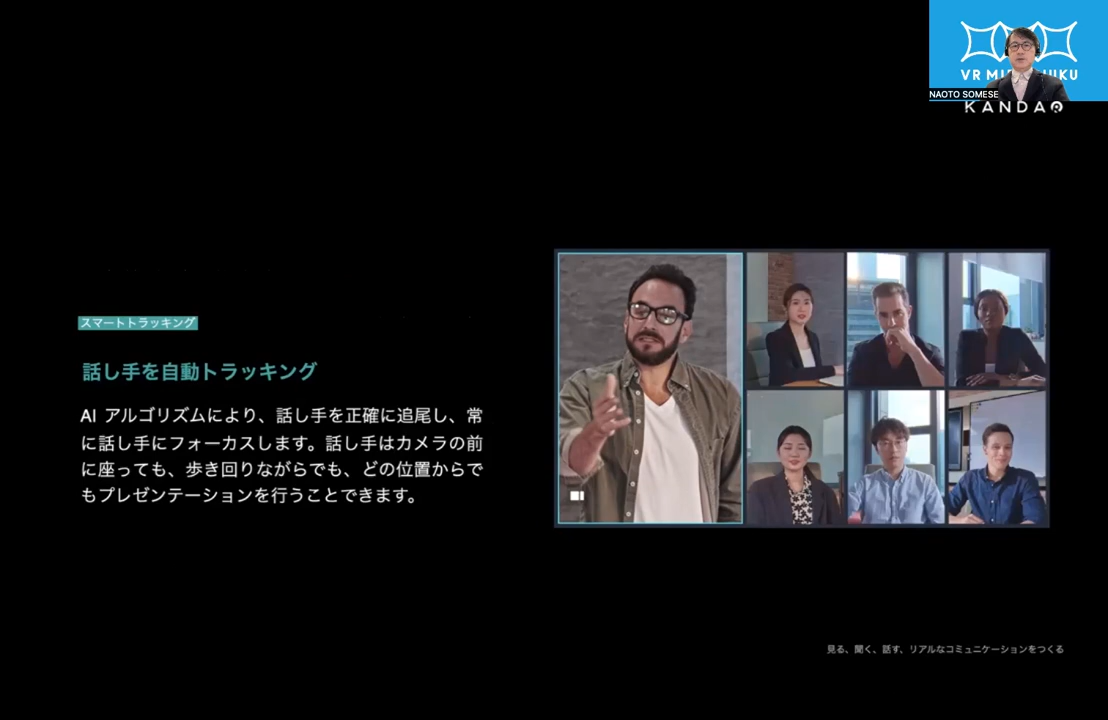 VR MI
UKU
NAOTO SOMESE
KANDAO
スマートトラッキング
話し手を自動トラッキング
AI アルゴリズムにより、話し手を正確に追尾し、常
に話し手にフォーカスします。話し手はカメラの前
に座っても、歩き回りながらでも、どの位置からで
もプレゼンテーションを行うことできます。
見る、聞く、話す、リアルなコミュニケーションをつくる